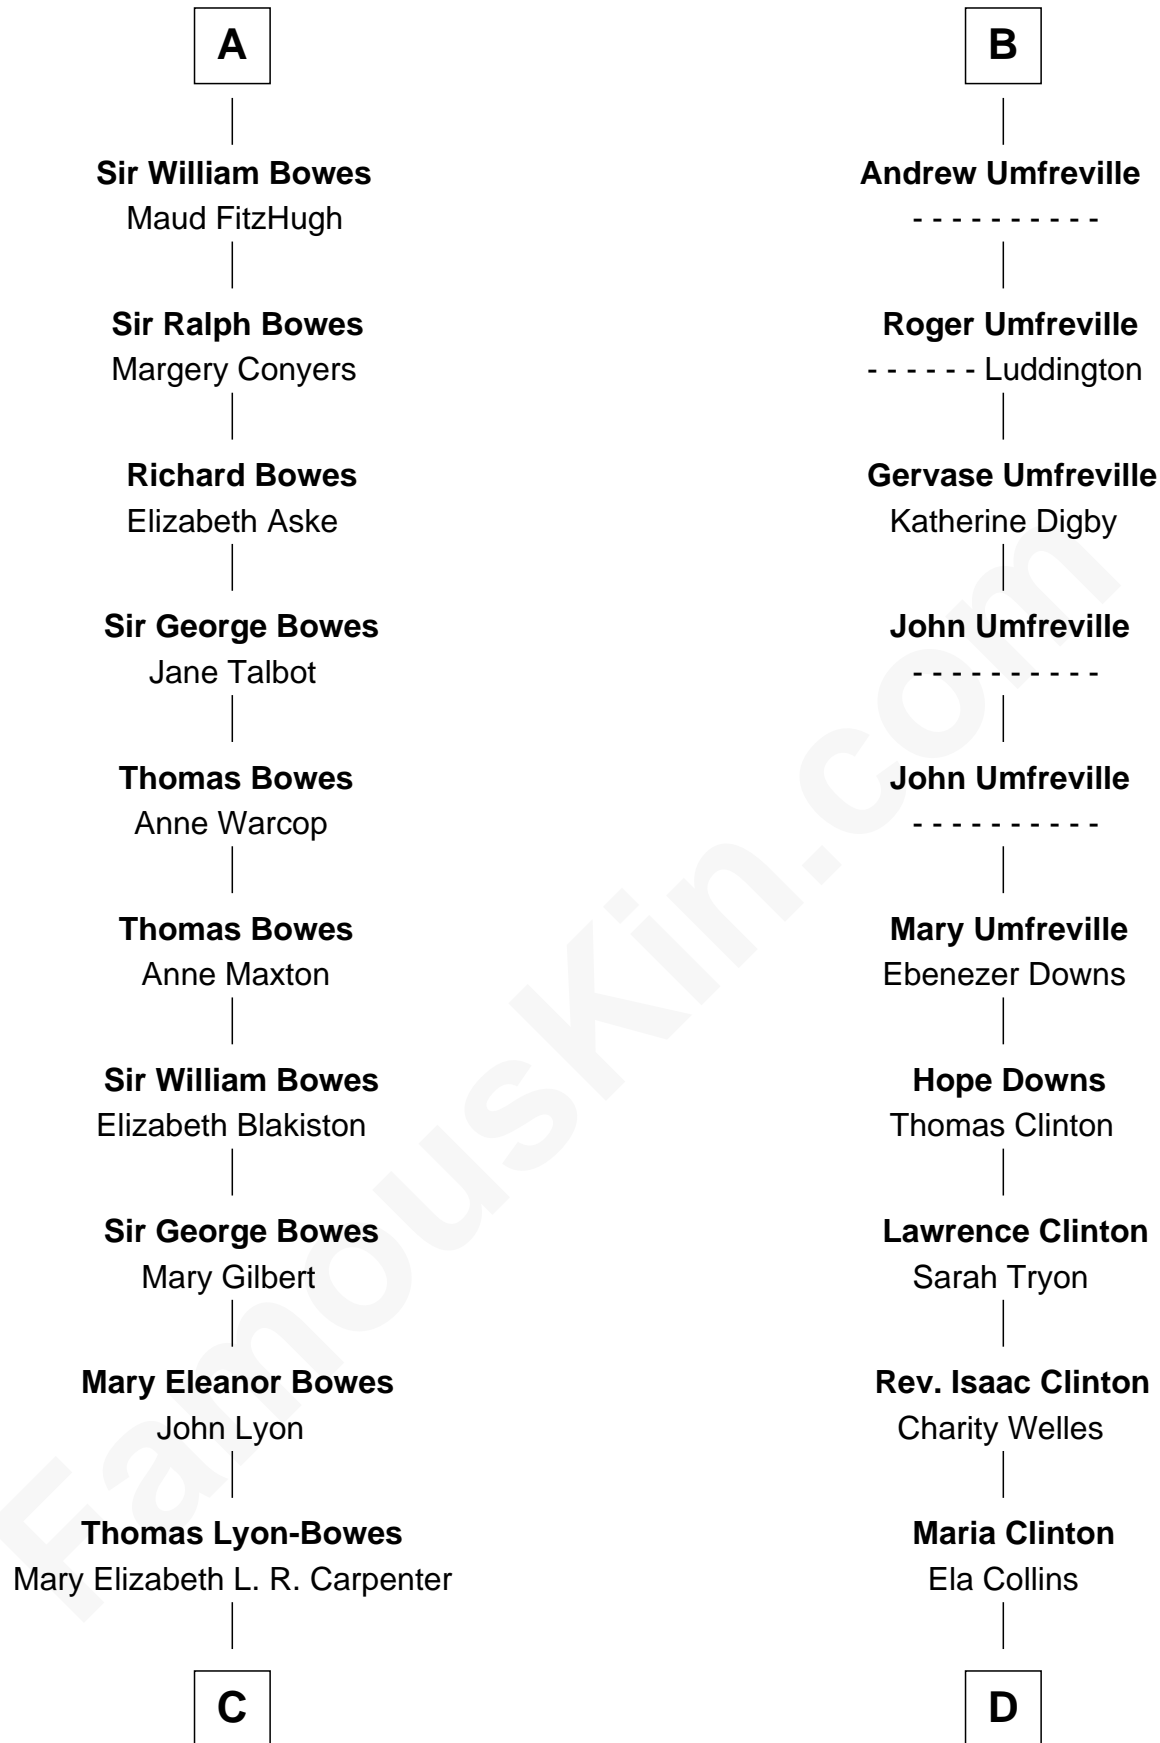 A
Sir William Bowes
Maud FitzHugh
Sir Ralph Bowes
Margery Conyers
Richard Bowes
Elizabeth Aske
Sir George Bowes
Jane Talbot
Thomas Bowes
Anne Warcop
Thomas Bowes
Anne Maxton
Sir William Bowes
Elizabeth Blakiston
Sir George Bowes
Mary Gilbert
Mary Eleanor Bowes
John Lyon
Thomas Lyon-Bowes
Mary Elizabeth L. R. Carpenter
C
B
Andrew Umfreville
- - - - - - - - - -
Roger Umfreville
- - - - - - Luddington
Gervase Umfreville
Katherine Digby
John Umfreville
- - - - - - - - - -
John Umfreville
- - - - - - - - - -
Mary Umfreville
Ebenezer Downs
Hope Downs
Thomas Clinton
Lawrence Clinton
Sarah Tryon
Rev. Isaac Clinton
Charity Welles
Maria Clinton
Ela Collins
D
FamousKin.com